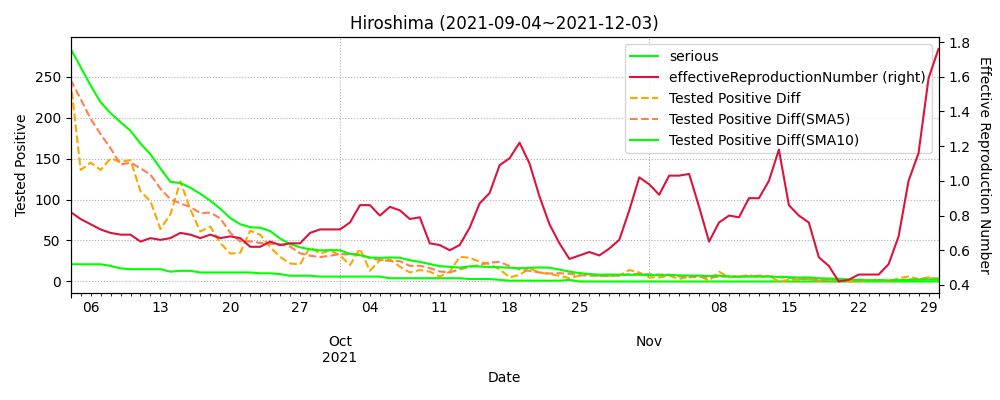 Hiroshima (2021-09-04~2021-12-03)
serious
effectiveReproductionNumber (right)
Tested Positive Diff
Tested Positive Diff(SMA5)
Tested Positive Diff(SMA10)
Tested Positive
250
200
150
100
50
0
1.8
1.6
1.4
1.2
1.0
0.8
0.6
0.4
Effective Reproduction Number
06 13 20 27 04 11 18 25 08 15 22 29
Oct Nov
2021
Date